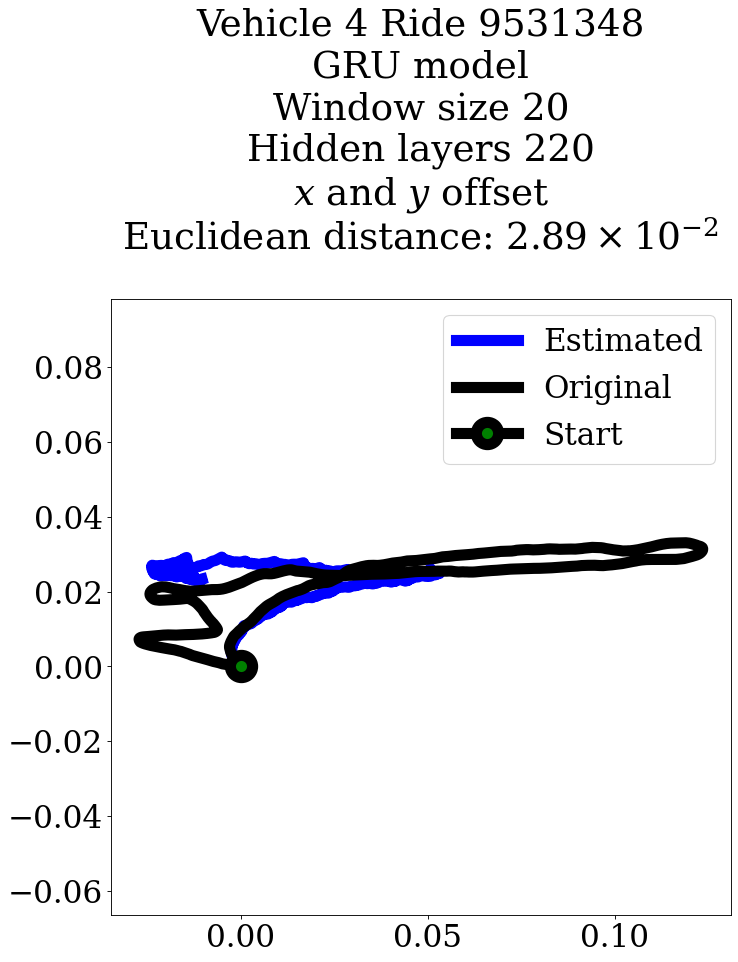 Vehicle 4 Ride 9531348
GRU model
Window size 20
Hidden layers 220
x and y offset
Euclidean distance: 2.89 × 10⁻²
Estimated
Original
Start
0.08
0.06
0.04
0.02
0.00
−0.02
−0.04
−0.06
0.00 0.05 0.10